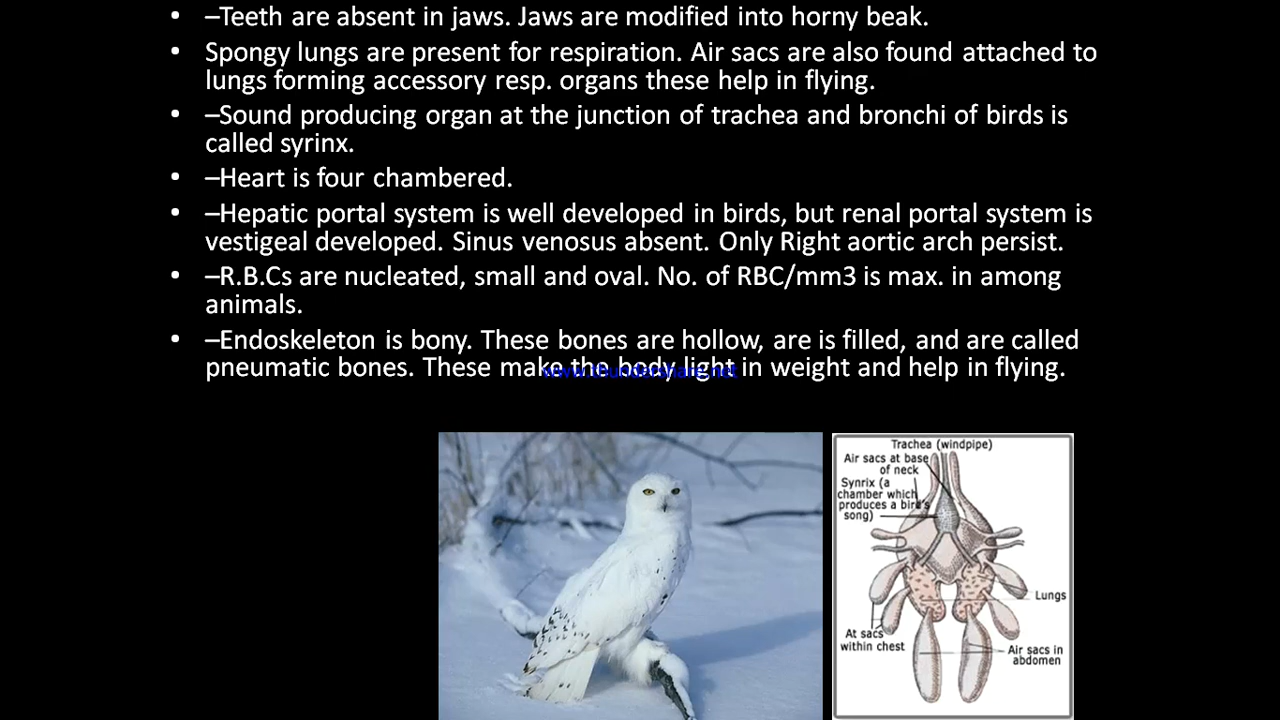 • –Teeth are absent in jaws. Jaws are modified into horny beak.
• Spongy lungs are present for respiration. Air sacs are also found attached to
lungs forming accessory resp. organs these help in flying.
• –Sound producing organ at the junction of trachea and bronchi of birds is
called syrinx.
• –Heart is four chambered.
• –Hepatic portal system is well developed in birds, but renal portal system is
vestigeal developed. Sinus venosus absent. Only Right aortic arch persist.
• –R.B.Cs are nucleated, small and oval. No. of RBC/mm3 is max. in among
animals.
• –Endoskeleton is bony. These bones are hollow, are is filled, and are called
pneumatic bones. These make the body light in weight and help in flying.
www.thundershare.net
Trachea (windpipe)
Air sacs at base
of neck
Synrix (a
chamber which
produces a bird's
song)
Lungs
At sacs
within chest
Air sacs in
abdomen